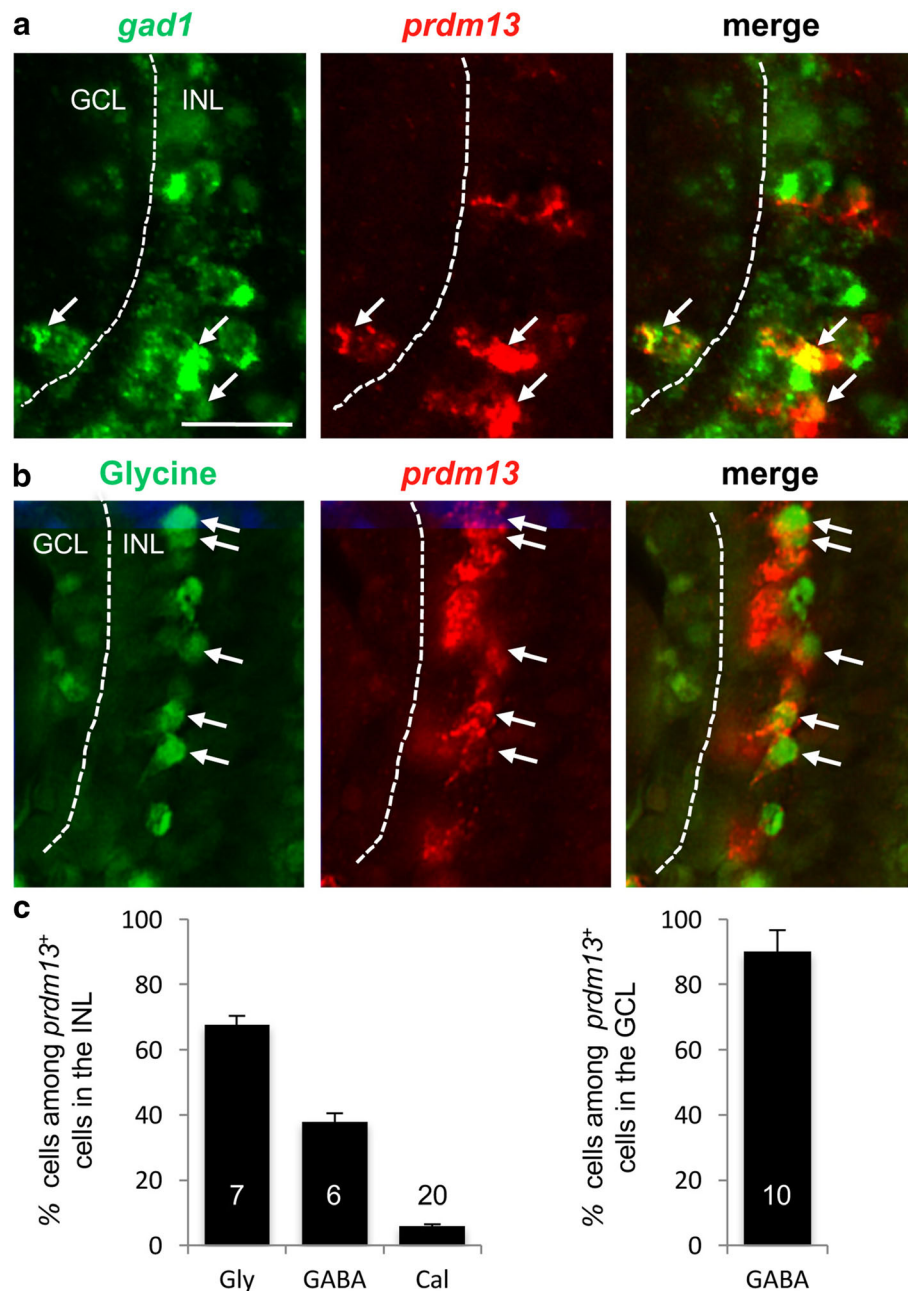 a
gad1 prdm13 merge
GCL INL
b
Glycine prdm13 merge
GCL INL
c
% cells among prdm13⁺
cells in the INL
100
80
60
40
20
0
7 6 20
Gly GABA Cal
% cells among prdm13⁺
cells in the GCL
100
80
60
40
20
0
10
GABA